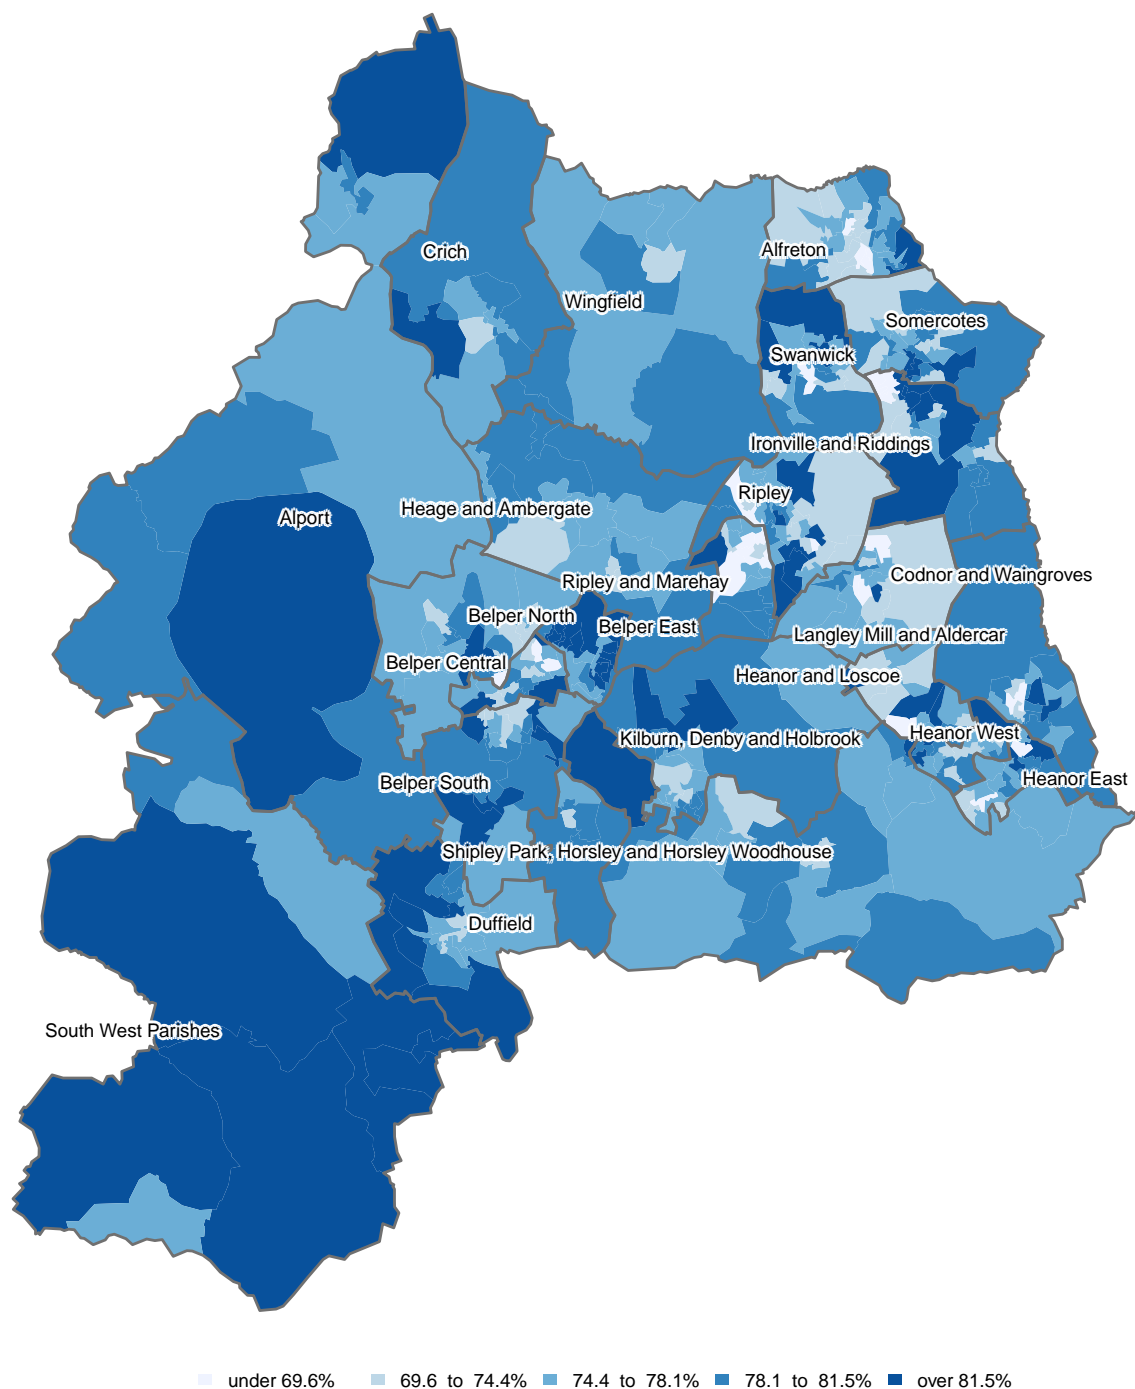 Crich
Alfreton
Wingfield
Somercotes
Swanwick
Ironville and Riddings
Ripley
Heage and Ambergate
Alport
Codnor and Waingroves
Ripley and Marehay
Belper North
Belper East
Langley Mill and Aldercar
Belper Central
Heanor and Loscoe
Heanor West
Kilburn, Denby and Holbrook
Heanor East
Belper South
Shipley Park, Horsley and Horsley Woodhouse
Duffield
South West Parishes
under 69.6% 69.6 to 74.4% 74.4 to 78.1% 78.1 to 81.5% over 81.5%